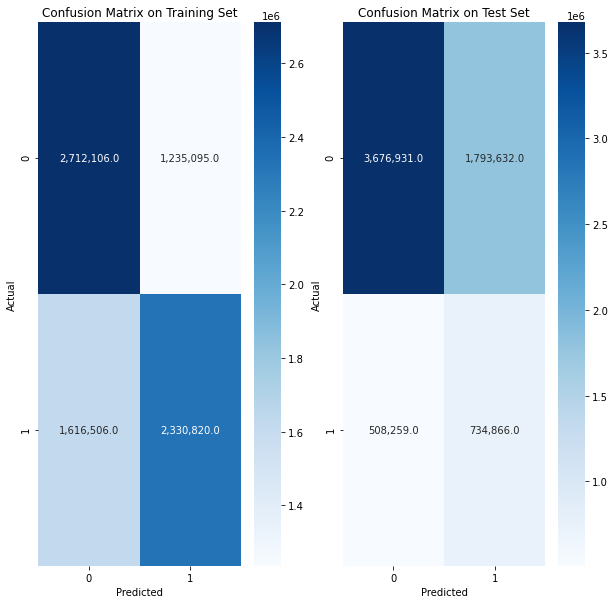 Confusion Matrix on Training Set
1e6
2.6
2.4
2.2
2.0
1.8
1.6
1.4
0
1
Actual
2,712,106.0 1,235,095.0
1,616,506.0 2,330,820.0
0 1
Predicted
Confusion Matrix on Test Set
1e6
3.5
3.0
2.5
2.0
1.5
1.0
0
1
Actual
3,676,931.0 1,793,632.0
508,259.0 734,866.0
0 1
Predicted